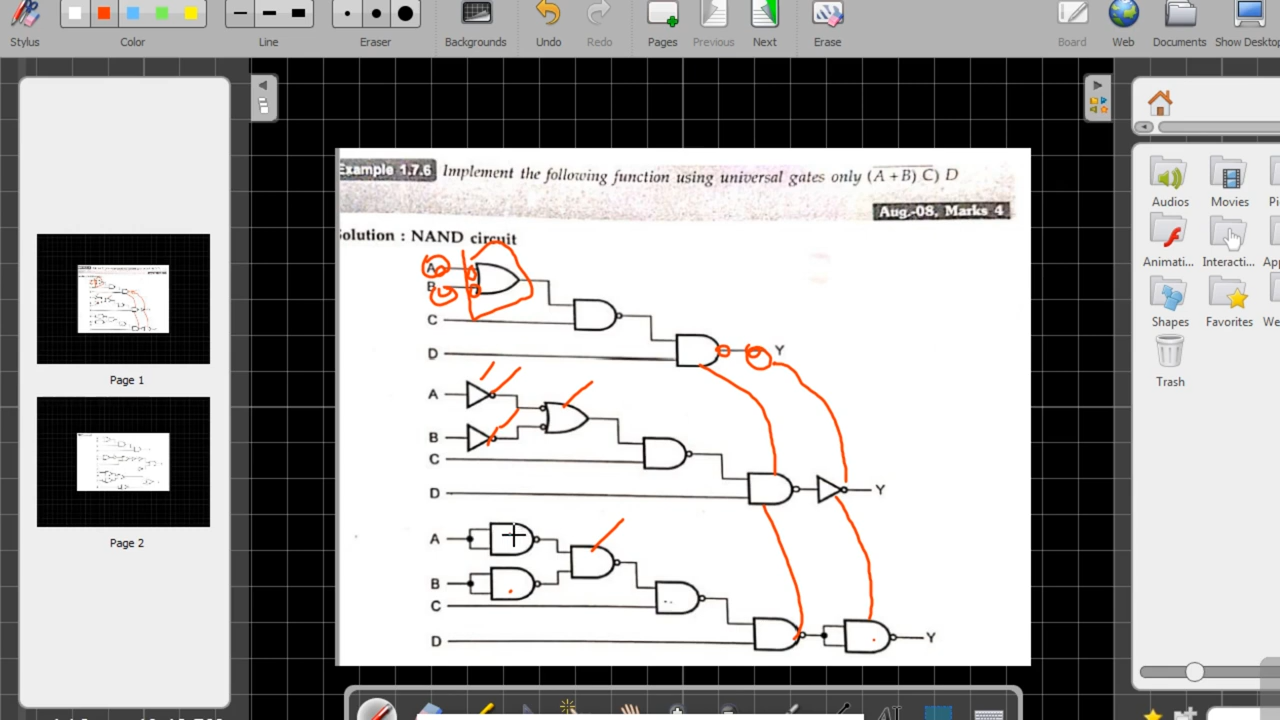 Stylus
Color
Line
Eraser
Backgrounds
Undo
Redo
Pages
Previous
Next
Erase
Board
Web
Documents
Show Desktop
Page 1
Page 2
Example 1.7.6 Implement the following function using universal gates only (A + B) C) D
Aug.-08, Marks 4
Solution : NAND circuit
A
B
C
D
Y
A
B
C
D
Y
A
B
C
D
Y
Audios
Movies
Animati...
Interacti...
Shapes
Favorites
Trash